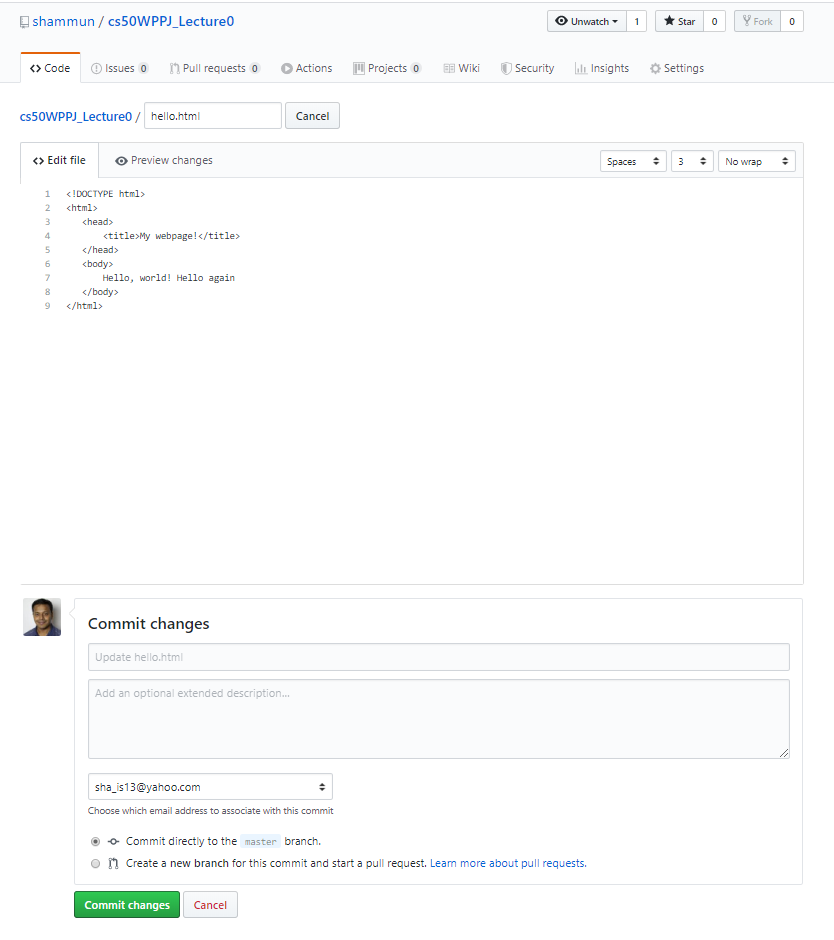 shammun / cs50WPPJ_Lecture0 Unwatch 1 Star 0 Fork 0
Code Issues 0 Pull requests 0 Actions Projects 0 Wiki Security Insights Settings
cs50WPPJ_Lecture0 / hello.html Cancel
Edit file Preview changes Spaces 3 No wrap
1 <!DOCTYPE html>
2 <html>
3 <head>
4 <title>My webpage!</title>
5 </head>
6 <body>
7 Hello, world! Hello again
8 </body>
9 </html>
Commit changes
Update hello.html
Add an optional extended description...
sha_is13@yahoo.com
Choose which email address to associate with this commit
Commit directly to the master branch.
Create a new branch for this commit and start a pull request. Learn more about pull requests.
Commit changes Cancel